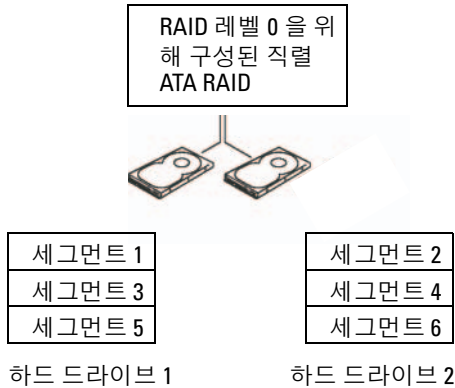 RAID 레벨 0 을 위
해 구성된 직렬
ATA RAID
세그먼트 1
세그먼트 2
세그먼트 3
세그먼트 4
세그먼트 5
세그먼트 6
하드 드라이브 1
하드 드라이브 2